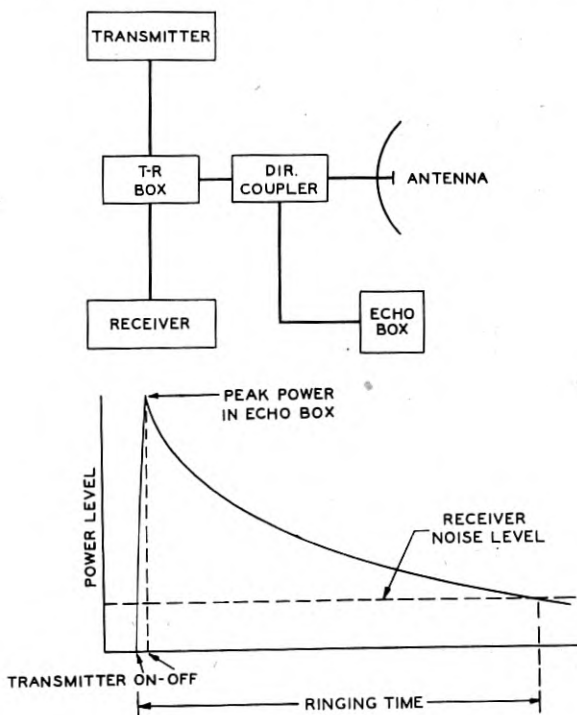 TRANSMITTER
T-R
BOX
DIR.
COUPLER
ANTENNA
RECEIVER
ECHO
BOX
PEAK POWER
IN ECHO BOX
POWER LEVEL
RECEIVER
NOISE LEVEL
TRANSMITTER ON-OFF
RINGING TIME